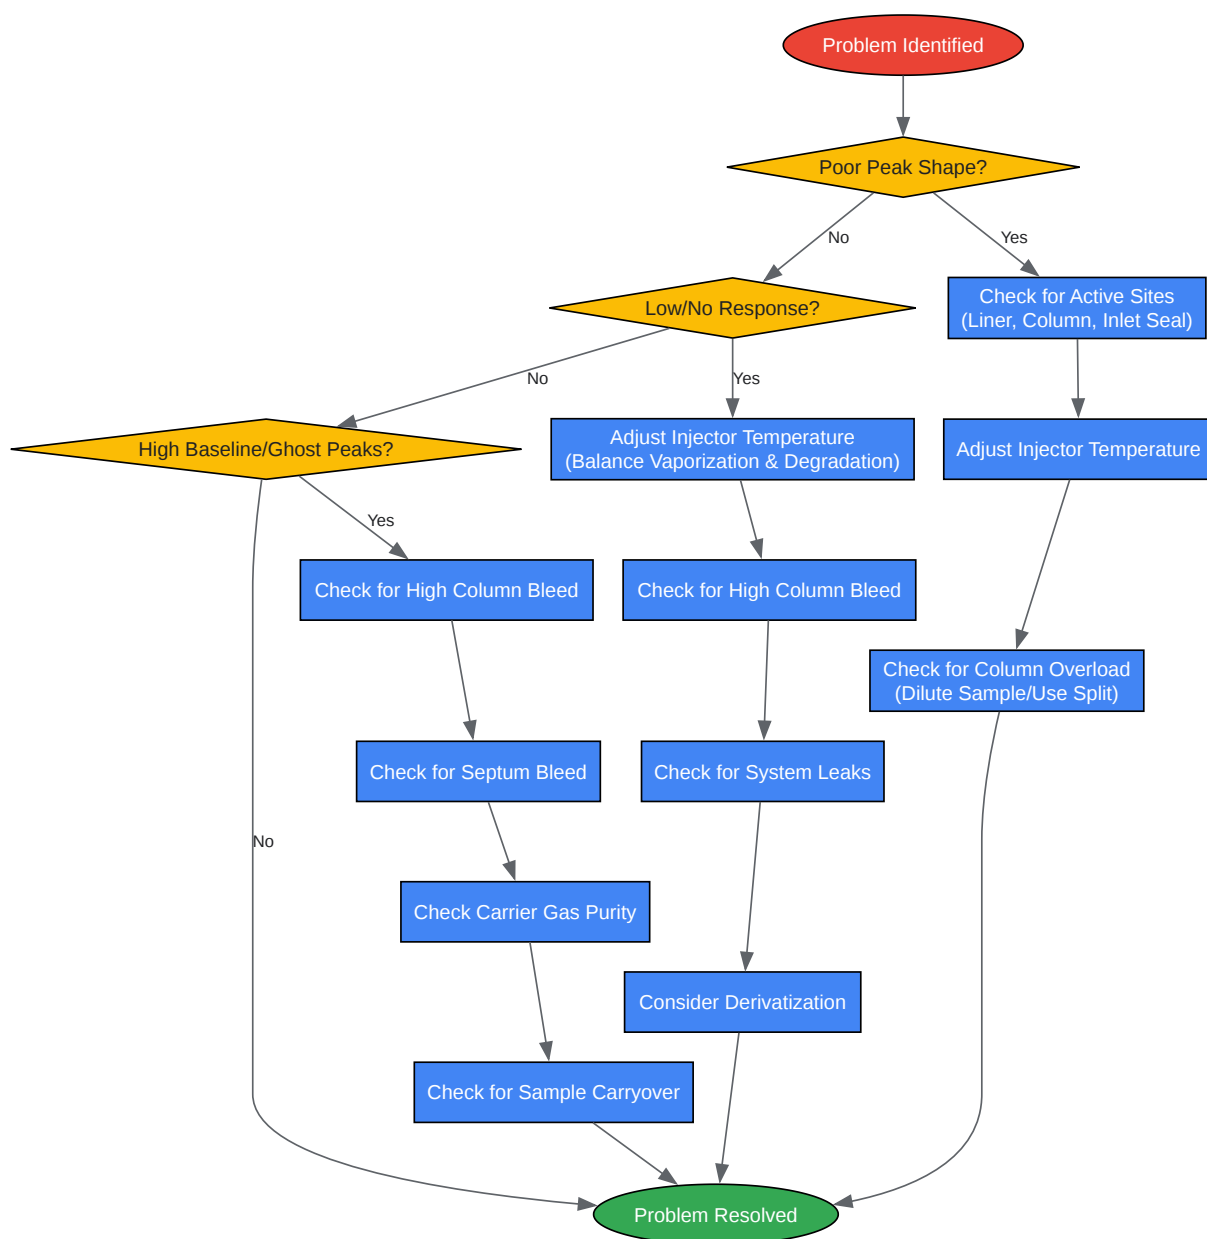 Problem Identified
Poor Peak Shape?
No
Yes
Low/No Response?
Check for Active Sites
(Liner, Column, Inlet Seal)
No
Yes
High Baseline/Ghost Peaks?
Adjust Injector Temperature
(Balance Vaporization & Degradation)
Adjust Injector Temperature
Yes
Check for High Column Bleed
Check for High Column Bleed
Check for Column Overload
(Dilute Sample/Use Split)
Check for Septum Bleed
Check for System Leaks
No
Check Carrier Gas Purity
Consider Derivatization
Check for Sample Carryover
Problem Resolved